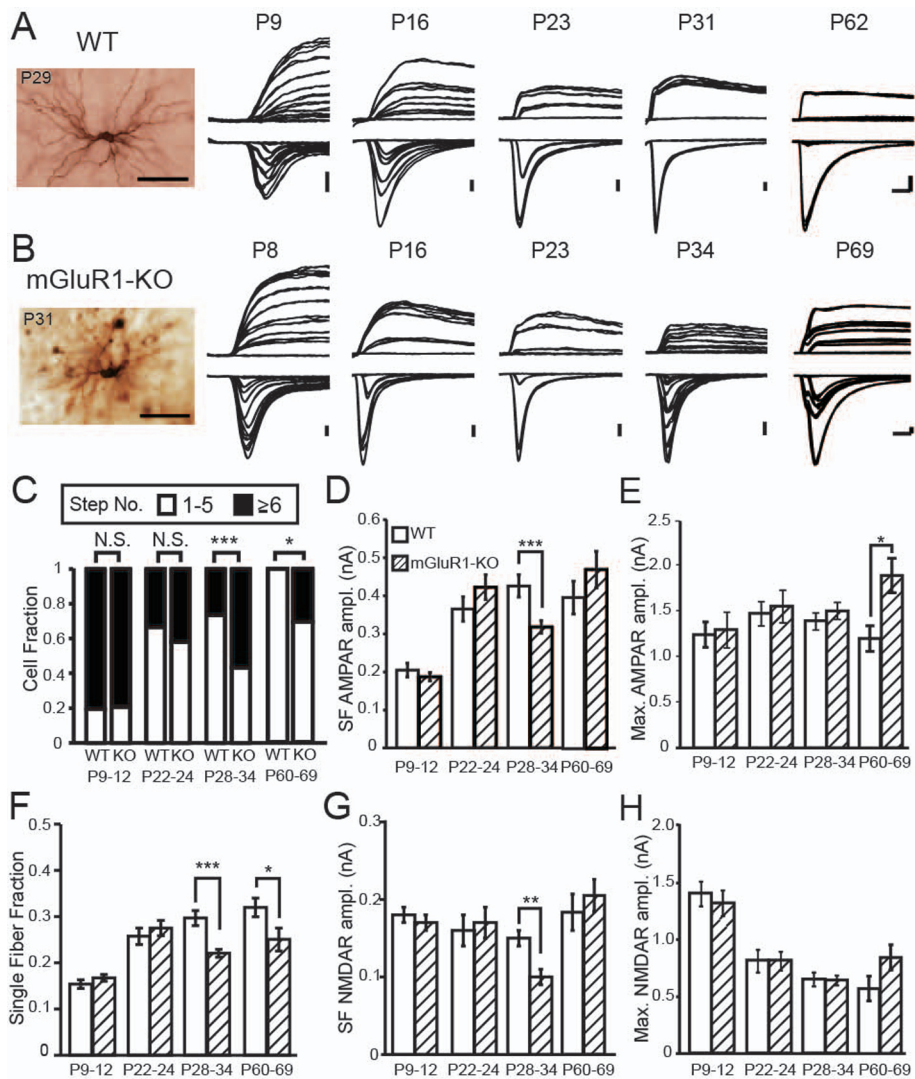 A
WT
P9
P16
P23
P31
P62
P29
B
mGluR1-KO
P8
P16
P23
P34
P69
P31
C
Step No. 1-5 ≥6
N.S. N.S. *** *
Cell Fraction
1
0.8
0.6
0.4
0.2
0
WT KO WT KO WT KO WT KO
P9-12 P22-24 P28-34 P60-69
D
WT
mGluR1-KO
***
SF AMPAR ampl. (nA)
0.6
0.5
0.4
0.3
0.2
0.1
0
P9-12 P22-24 P28-34 P60-69
E
*
Max. AMPAR ampl. (nA)
2.5
2.0
1.5
1.0
0.5
0
P9-12 P22-24 P28-34 P60-69
F
*** *
Single Fiber Fraction
0.5
0.4
0.3
0.2
0.1
0
P9-12 P22-24 P28-34 P60-69
G
**
SF NMDAR ampl. (nA)
0.3
0.2
0.1
0.0
P9-12 P22-24 P28-34 P60-69
H
Max. NMDAR ampl. (nA)
2.0
1.5
1.0
0.5
0
P9-12 P22-24 P28-34 P60-69